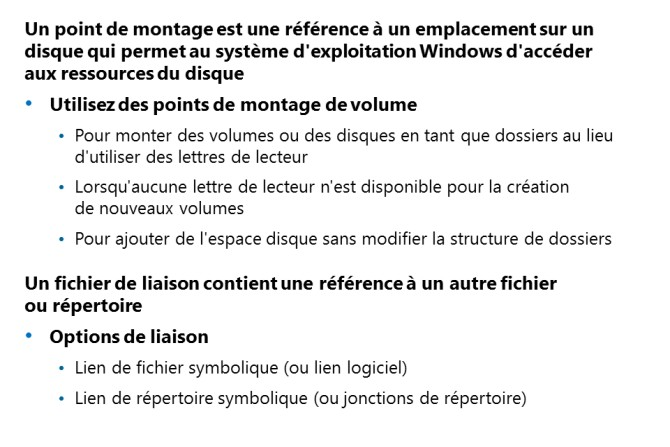 Un point de montage est une référence à un emplacement sur un
disque qui permet au système d'exploitation Windows d'accéder
aux ressources du disque
• Utilisez des points de montage de volume
• Pour monter des volumes ou des disques en tant que dossiers au lieu
d'utiliser des lettres de lecteur
• Lorsqu'aucune lettre de lecteur n'est disponible pour la création
de nouveaux volumes
• Pour ajouter de l'espace disque sans modifier la structure de dossiers
Un fichier de liaison contient une référence à un autre fichier
ou répertoire
• Options de liaison
• Lien de fichier symbolique (ou lien logiciel)
• Lien de répertoire symbolique (ou jonctions de répertoire)